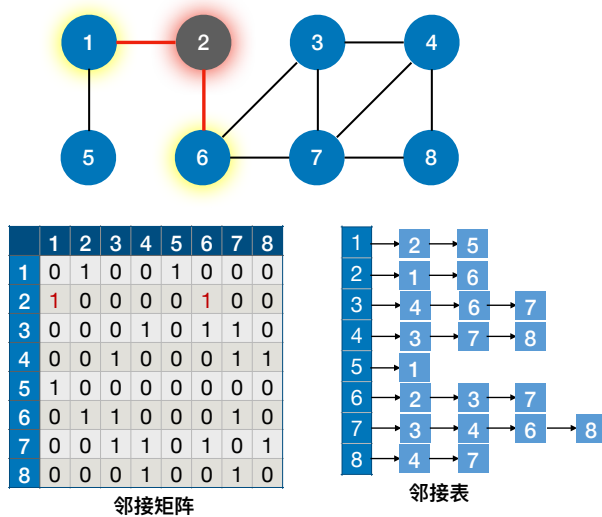 1 2 3 4
5 6 7 8
1 2 3 4 5 6 7 8
1 0 1 0 0 1 0 0 0
2 1 0 0 0 0 1 0 0
3 0 0 0 1 0 1 1 0
4 0 0 1 0 0 0 1 1
5 1 0 0 0 0 0 0 0
6 0 1 1 0 0 0 1 0
7 0 0 1 1 0 1 0 1
8 0 0 0 1 0 0 1 0
邻接矩阵
1 2 5
2 1 6
3 4 6 7
4 3 7 8
5 1
6 2 3 7
7 3 4 6 8
8 4 7
邻接表